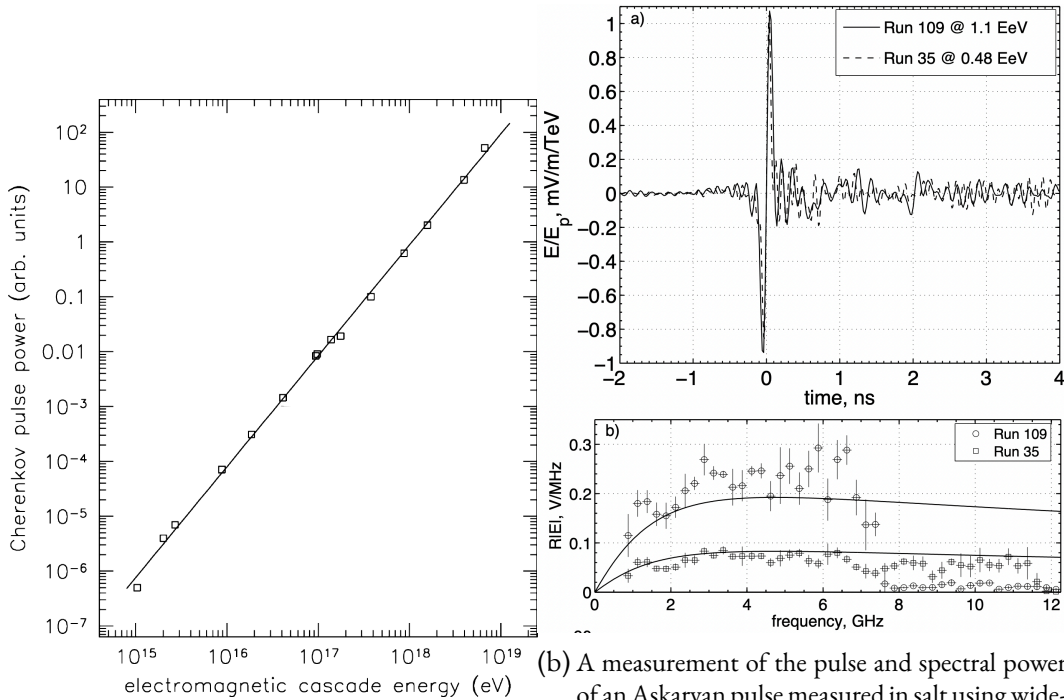 Cherenkov pulse power (arb. units)
10²
10
1
0.1
0.01
10⁻³
10⁻⁴
10⁻⁵
10⁻⁶
10⁻⁷
10¹⁵ 10¹⁶ 10¹⁷ 10¹⁸ 10¹⁹
electromagnetic cascade energy (eV)
a)
Run 109 @ 1.1 EeV
Run 35 @ 0.48 EeV
E/Eₚ, mV/m/TeV
1
0.8
0.6
0.4
0.2
0
−0.2
−0.4
−0.6
−0.8
−1
−2 −1 0 1 2 3 4
time, ns
b)
Run 109
Run 35
R|E|, V/MHz
0.3
0.2
0.1
0
0 2 4 6 8 10 12
frequency, GHz
(b) A measurement of the pulse and spectral power
of an Askaryan pulse measured in salt using wide-